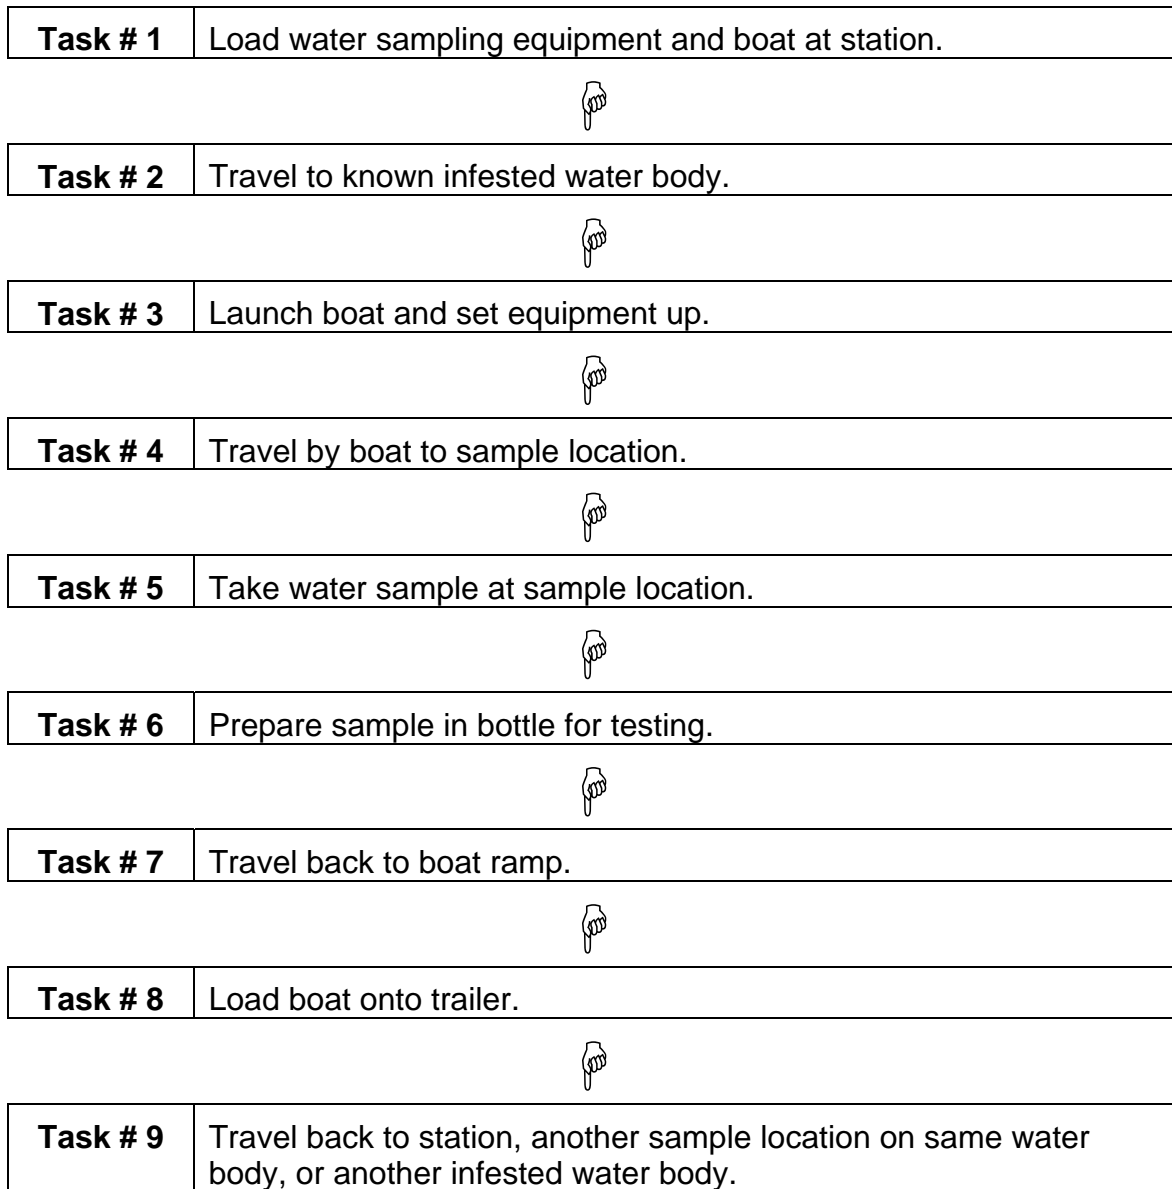 Task # 1 Load water sampling equipment and boat at station.
Task # 2 Travel to known infested water body.
Task # 3 Launch boat and set equipment up.
Task # 4 Travel by boat to sample location.
Task # 5 Take water sample at sample location.
Task # 6 Prepare sample in bottle for testing.
Task # 7 Travel back to boat ramp.
Task # 8 Load boat onto trailer.
Task # 9 Travel back to station, another sample location on same water
body, or another infested water body.